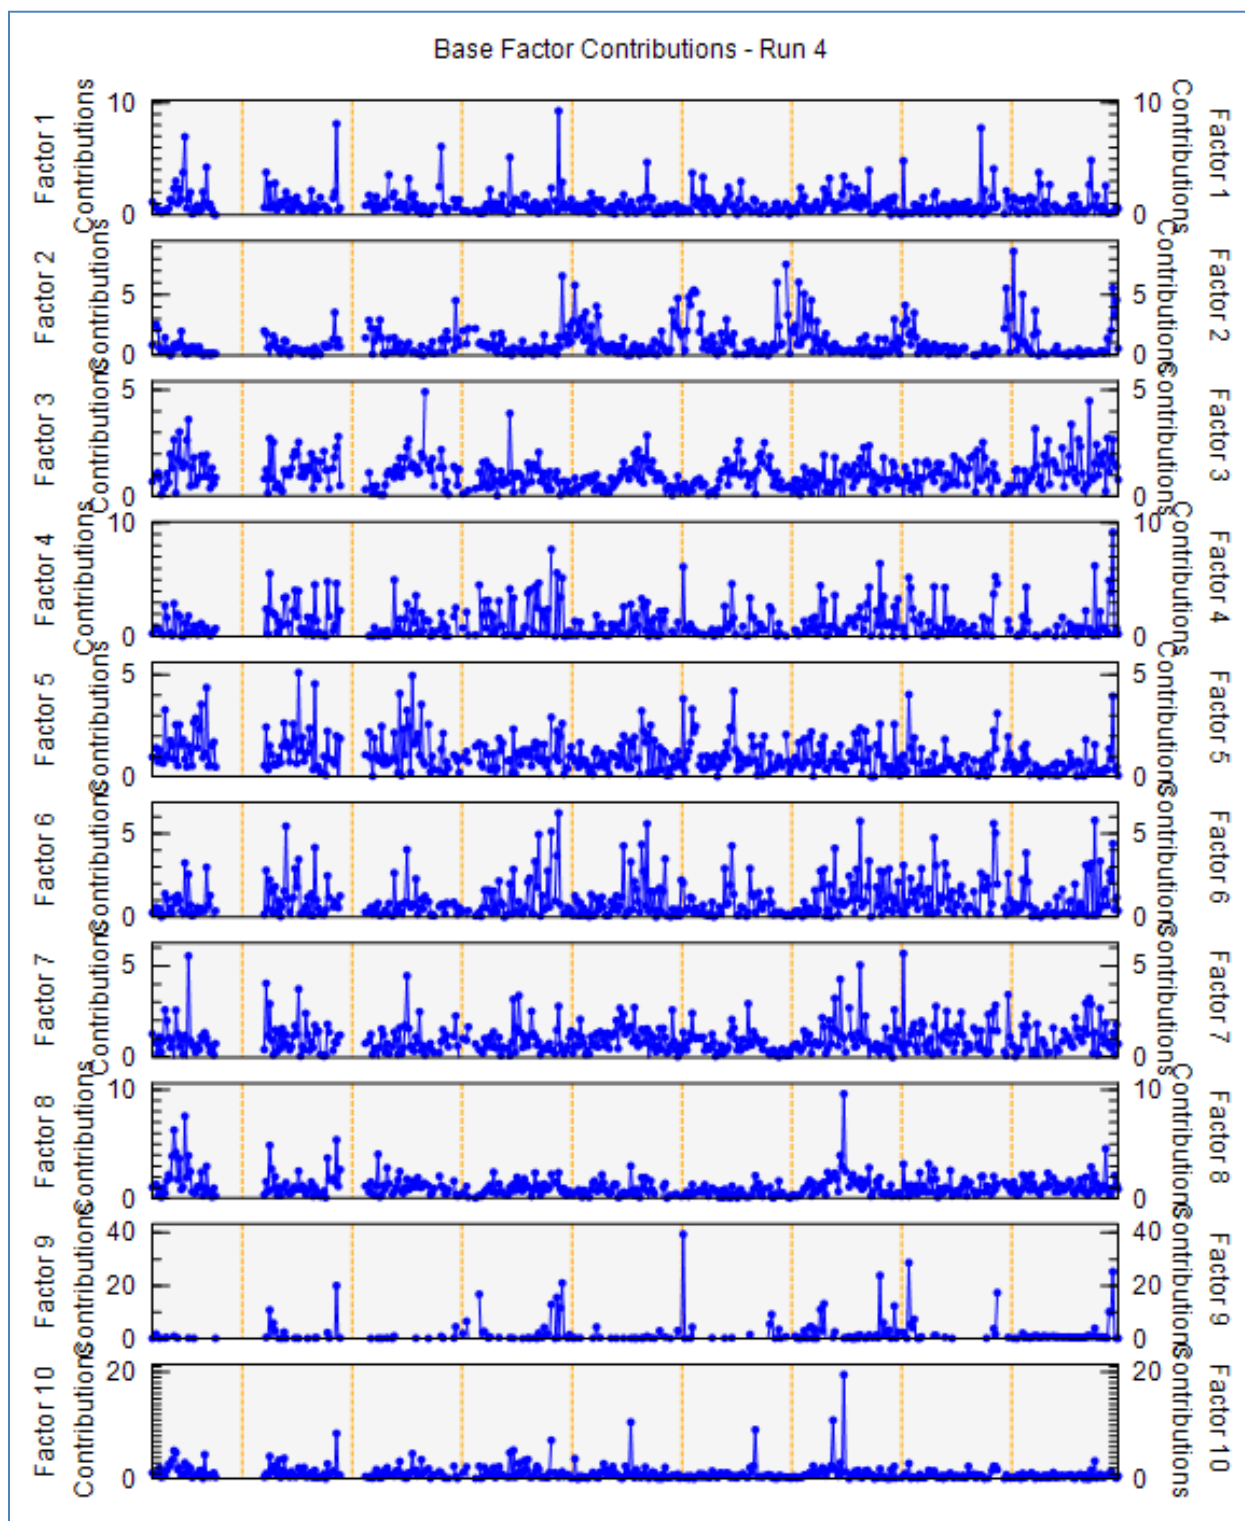 Base Factor Contributions - Run 4
Factor 1 Contributions 10 0 10 0 Contributions Factor 1
Factor 2 Contributions 5 0 5 0 Contributions Factor 2
Factor 3 Contributions 5 0 5 0 Contributions Factor 3
Factor 4 Contributions 10 0 10 0 Contributions Factor 4
Factor 5 Contributions 5 0 5 0 Contributions Factor 5
Factor 6 Contributions 5 0 5 0 Contributions Factor 6
Factor 7 Contributions 5 0 5 0 Contributions Factor 7
Factor 8 Contributions 10 0 10 0 Contributions Factor 8
Factor 9 Contributions 40 20 0 40 20 0 Contributions Factor 9
Factor 10 Contributions 20 0 20 0 Contributions Factor 10